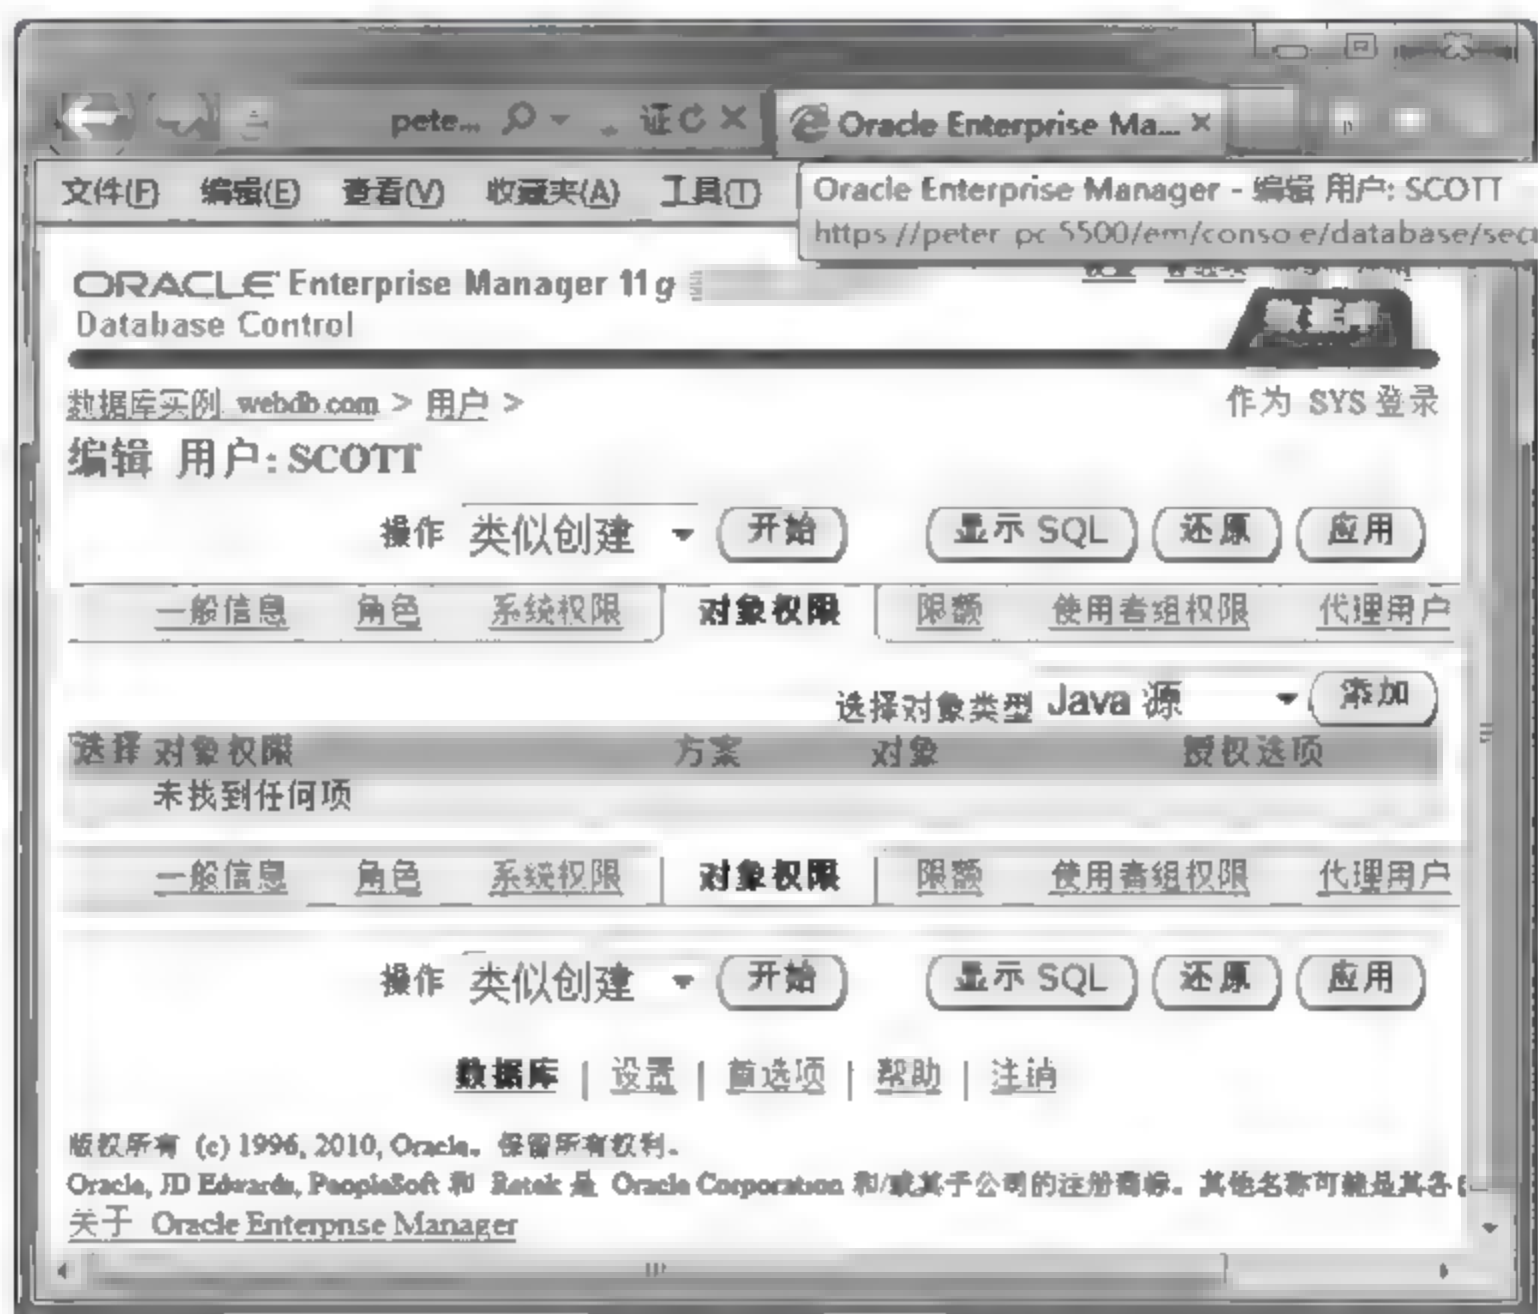 pete... 证
Oracle Enterprise Ma...
文件(F) 编辑(E) 查看(V) 收藏夹(A) 工具(T)
Oracle Enterprise Manager - 编辑 用户: SCOTT
https://peter pc 5500/em/console/database/secu
ORACLE Enterprise Manager 11g
Database Control
数据库
数据库实例 webdb.com > 用户 >
作为 SYS 登录
编辑 用户: SCOTT
操作 类似创建 开始 显示 SQL 还原 应用
一般信息 角色 系统权限 对象权限 限额 使用者组权限 代理用户
选择对象类型 Java 源 添加
选择 对象权限 方案 对象 授权选项
未找到任何项
一般信息 角色 系统权限 对象权限 限额 使用者组权限 代理用户
操作 类似创建 开始 显示 SQL 还原 应用
数据库 | 设置 | 首选项 | 帮助 | 注销
版权所有 (c) 1996, 2010, Oracle。保留所有权利。
Oracle, JD Edwards, PeopleSoft 和 Retek 是 Oracle Corporation 和/或其子公司的注册商标。其他名称可能是其各
关于 Oracle Enterprise Manager